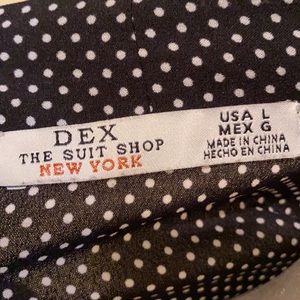 DEX
THE SUIT SHOP
NEW YORK
USA L
MEX G
MADE IN CHINA
HECHO EN CHINA